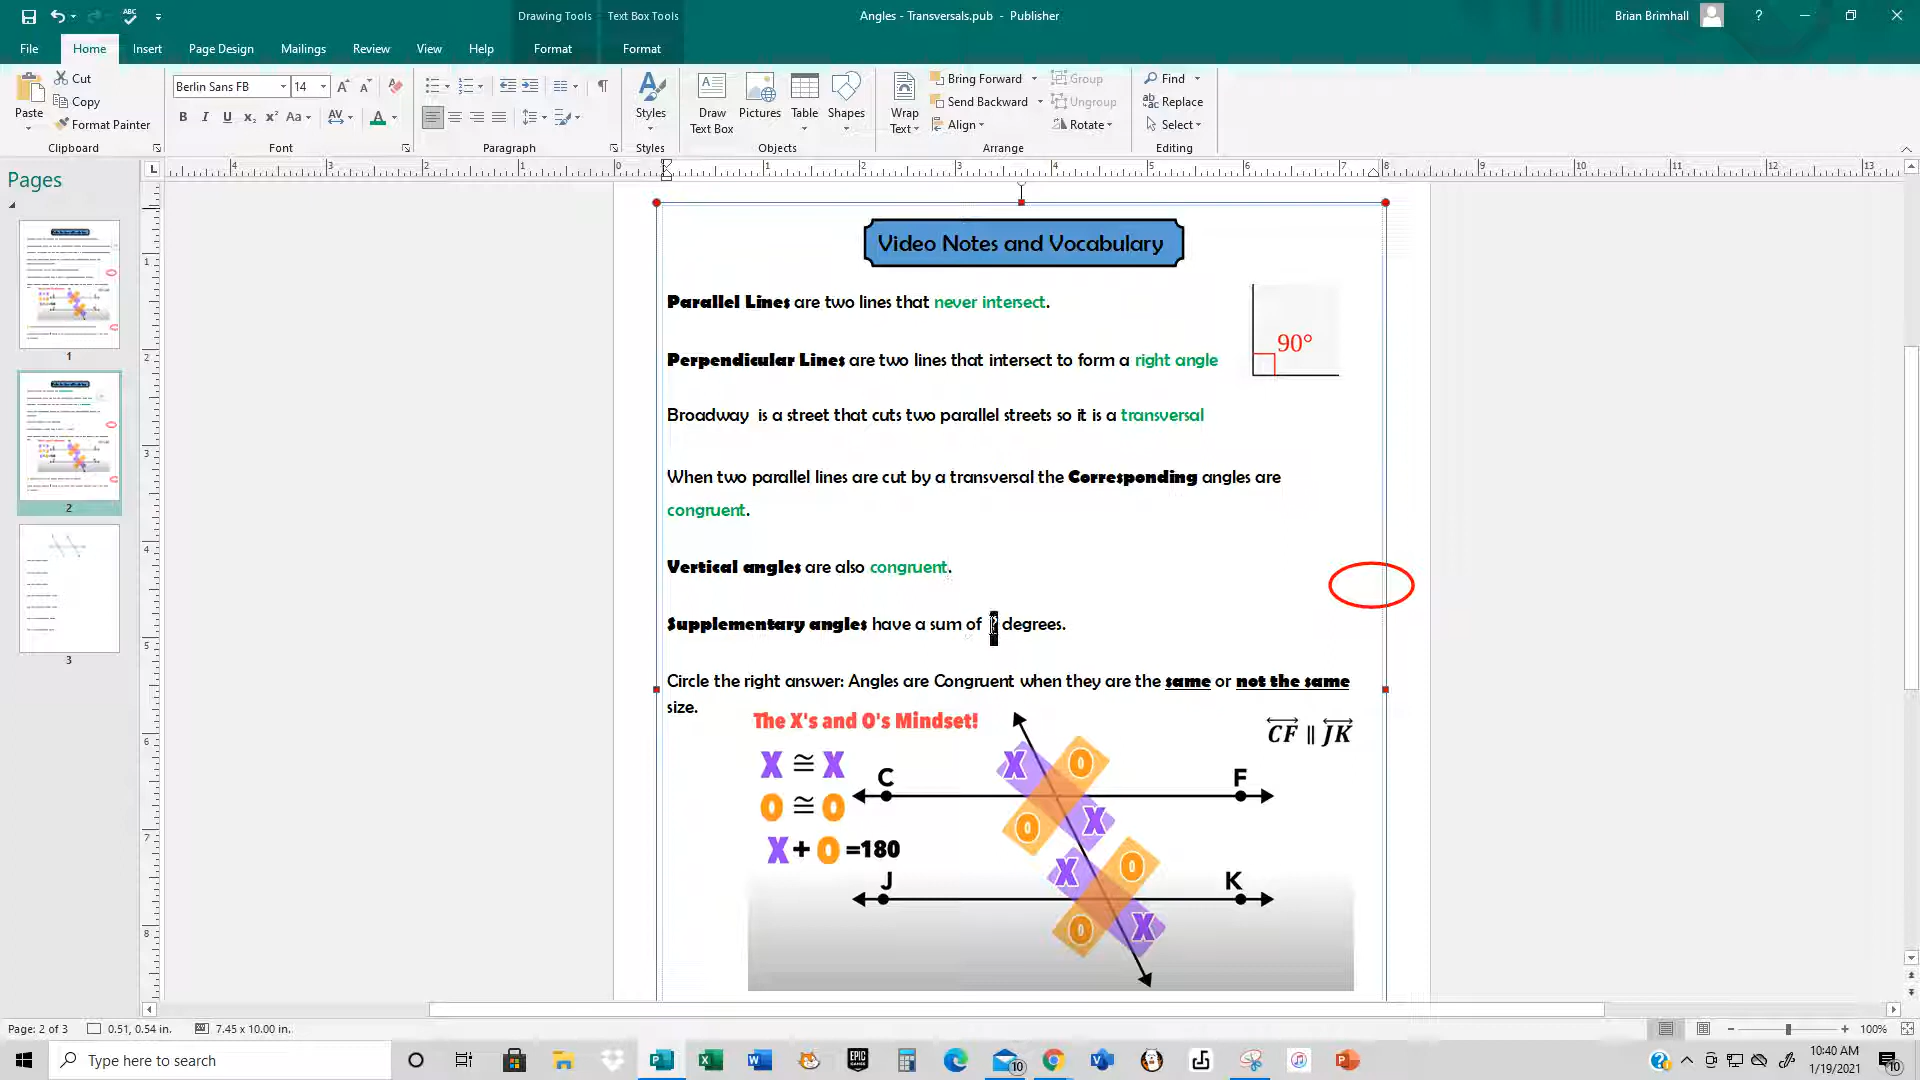 Drawing Tools
Text Box Tools
Angles - Transversals.pub - Publisher
Brian Brimhall
?
File
Home
Insert
Page Design
Mailings
Review
View
Help
Format
Format
Paste
Cut
Copy
Format Painter
Clipboard
Berlin Sans FB
14
Font
Paragraph
Styles
Styles
Draw
Text Box
Pictures
Table
Shapes
Objects
Wrap
Text
Bring Forward
Send Backward
Align
Group
Ungroup
Rotate
Arrange
Find
Replace
Select
Editing
Pages
1
2
3
Video Notes and Vocabulary
Parallel Lines are two lines that never intersect.
90°
Perpendicular Lines are two lines that intersect to form a right angle
Broadway is a street that cuts two parallel streets so it is a transversal
When two parallel lines are cut by a transversal the Corresponding angles are
congruent.
Vertical angles are also congruent.
Supplementary angles have a sum of ? degrees.
Circle the right answer: Angles are Congruent when they are the same or not the same
size.
The X's and O's Mindset!
CF ∥ JK
X ≅ X
O ≅ O
X + O =180
C
F
J
K
X
O
O
X
X
O
O
X
Page: 2 of 3
0.51, 0.54 in.
7.45 x 10.00 in.
100%
Type here to search
10:40 AM
1/19/2021